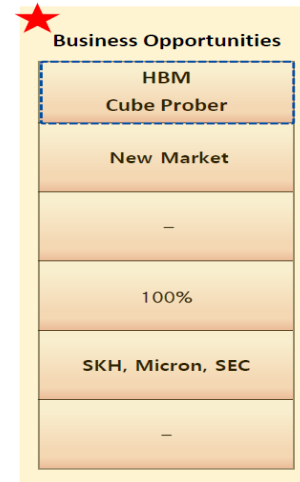 Business Opportunities
HBM
Cube Prober
New Market
–
100%
SKH, Micron, SEC
–